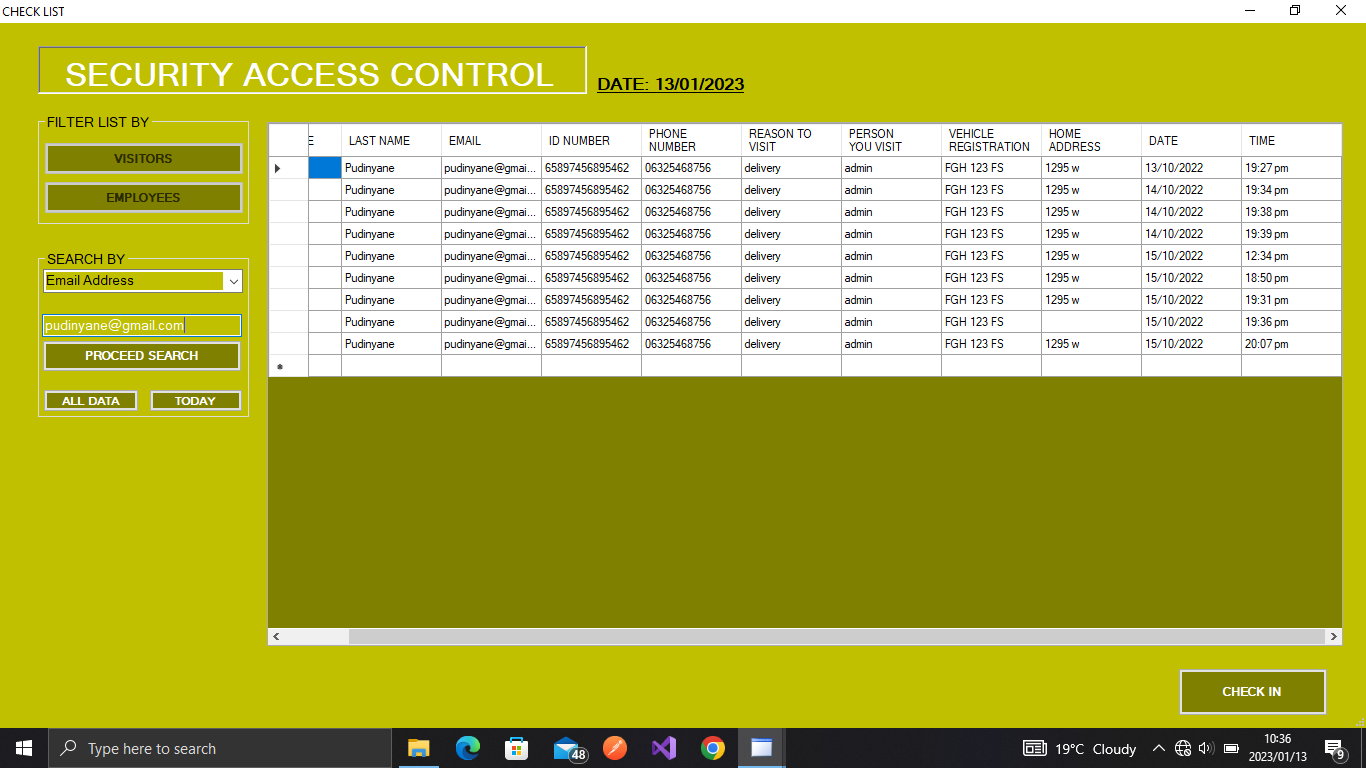 CHECK LIST
SECURITY ACCESS CONTROL
DATE: 13/01/2023
FILTER LIST BY
VISITORS
EMPLOYEES
SEARCH BY
Email Address
pudinyane@gmail.com
PROCEED SEARCH
ALL DATA TODAY
E LAST NAME EMAIL ID NUMBER PHONE NUMBER REASON TO VISIT PERSON YOU VISIT VEHICLE REGISTRATION HOME ADDRESS DATE TIME
Pudinyane pudinyane@gmai... 65897456895462 06325468756 delivery admin FGH 123 FS 1295 w 13/10/2022 19:27 pm
Pudinyane pudinyane@gmai... 65897456895462 06325468756 delivery admin FGH 123 FS 1295 w 14/10/2022 19:34 pm
Pudinyane pudinyane@gmai... 65897456895462 06325468756 delivery admin FGH 123 FS 1295 w 14/10/2022 19:38 pm
Pudinyane pudinyane@gmai... 65897456895462 06325468756 delivery admin FGH 123 FS 1295 w 14/10/2022 19:39 pm
Pudinyane pudinyane@gmai... 65897456895462 06325468756 delivery admin FGH 123 FS 1295 w 15/10/2022 12:34 pm
Pudinyane pudinyane@gmai... 65897456895462 06325468756 delivery admin FGH 123 FS 1295 w 15/10/2022 18:50 pm
Pudinyane pudinyane@gmai... 65897456895462 06325468756 delivery admin FGH 123 FS 1295 w 15/10/2022 19:31 pm
Pudinyane pudinyane@gmai... 65897456895462 06325468756 delivery admin FGH 123 FS 15/10/2022 19:36 pm
Pudinyane pudinyane@gmai... 65897456895462 06325468756 delivery admin FGH 123 FS 1295 w 15/10/2022 20:07 pm
CHECK IN
Type here to search
48
19°C Cloudy
10:36
2023/01/13
9